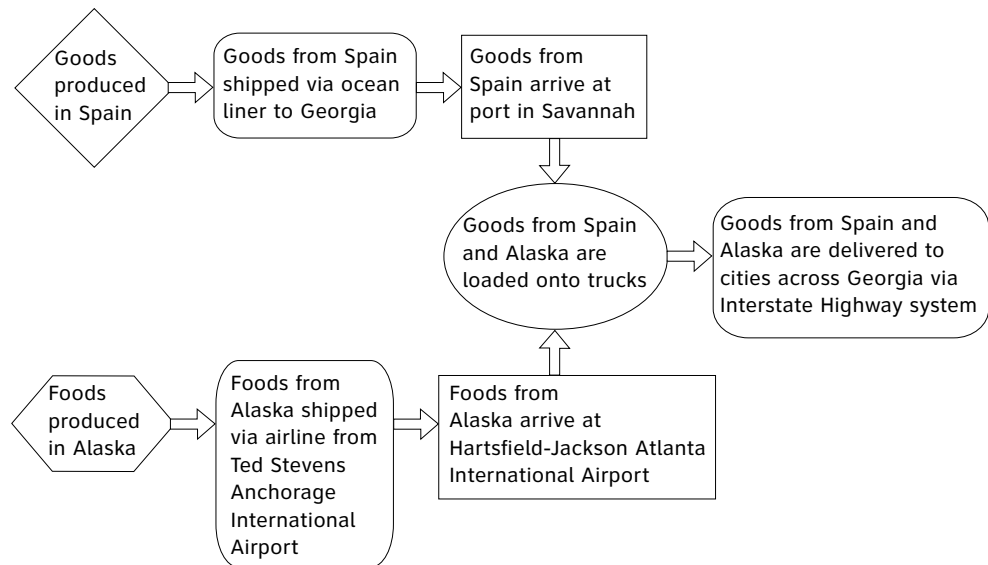 Goods
produced
in Spain
Goods from Spain
shipped via ocean
liner to Georgia
Goods from
Spain arrive at
port in Savannah
Goods from Spain
and Alaska are
loaded onto trucks
Goods from Spain and
Alaska are delivered to
cities across Georgia via
Interstate Highway system
Foods
produced
in Alaska
Foods from
Alaska shipped
via airline from
Ted Stevens
Anchorage
International
Airport
Foods from
Alaska arrive at
Hartsfield-Jackson Atlanta
International Airport